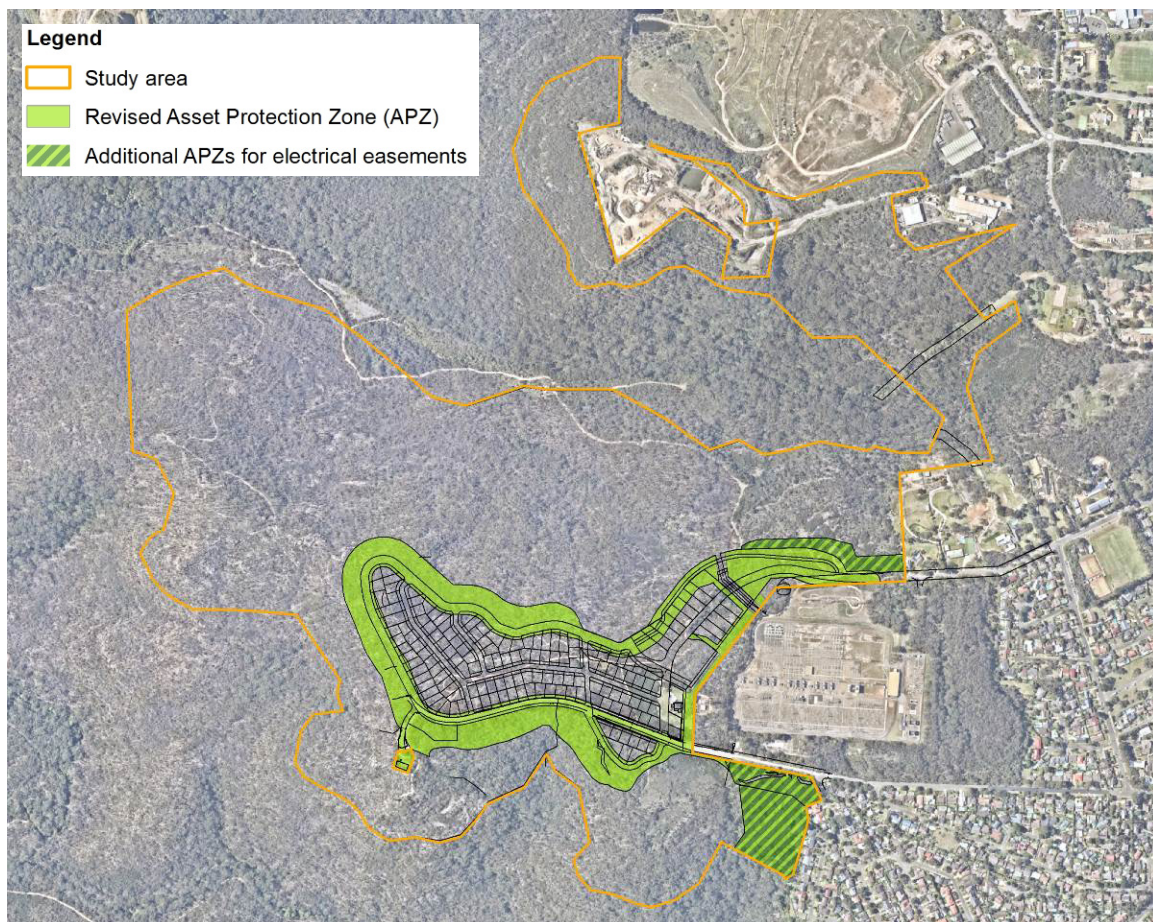 Legend
Study area
Revised Asset Protection Zone (APZ)
Additional APZs for electrical easements